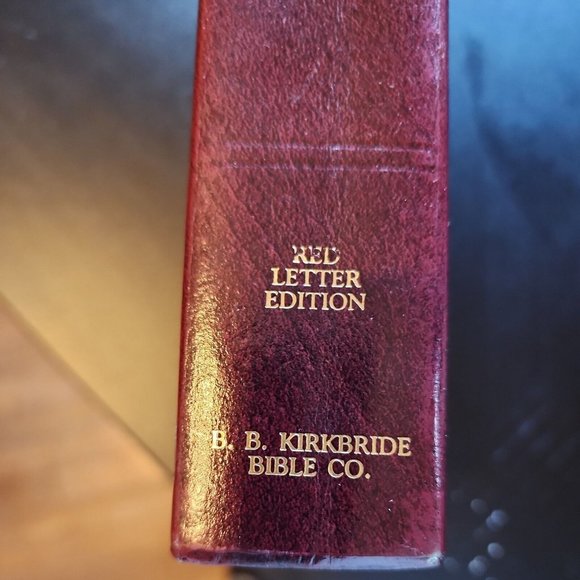 RED
LETTER
EDITION
B. B. KIRKBRIDE
BIBLE CO.